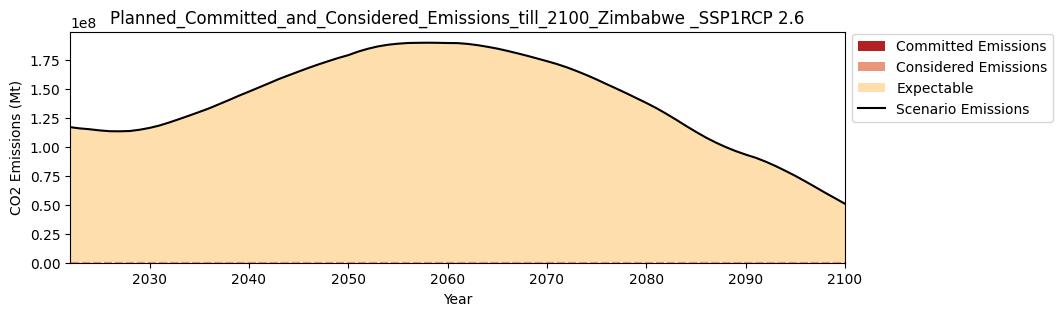 Planned_Committed_and_Considered_Emissions_till_2100_Zimbabwe _SSP1RCP 2.6
1e8
Committed Emissions
Considered Emissions
Expectable
Scenario Emissions
CO2 Emissions (Mt)
1.75
1.50
1.25
1.00
0.75
0.50
0.25
0.00
2030
2040
2050
2060
2070
2080
2090
2100
Year